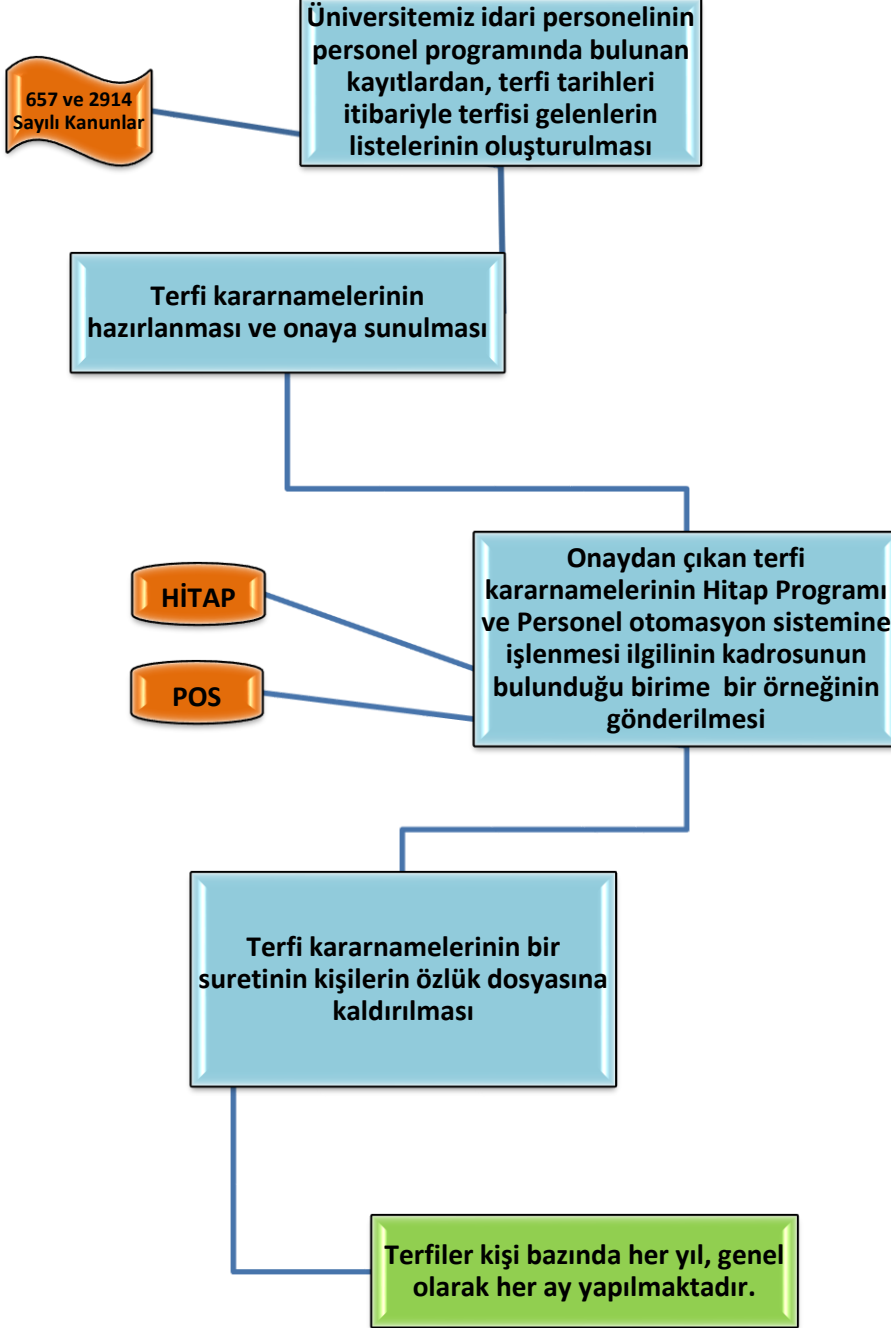 Üniversitemiz idari personelinin
personel programında bulunan
kayıtlardan, terfi tarihleri
itibariyle terfisi gelenlerin
listelerinin oluşturulması
657 ve 2914
Sayılı Kanunlar
Terfi kararnamelerinin
hazırlanması ve onaya sunulması
Onaydan çıkan terfi
kararnamelerinin Hitap Programı
ve Personel otomasyon sistemine
işlenmesi ilgilinin kadrosunun
bulunduğu birime bir örneğinin
gönderilmesi
HİTAP
POS
Terfi kararnamelerinin bir
suretinin kişilerin özlük dosyasına
kaldırılması
Terfiler kişi bazında her yıl, genel
olarak her ay yapılmaktadır.